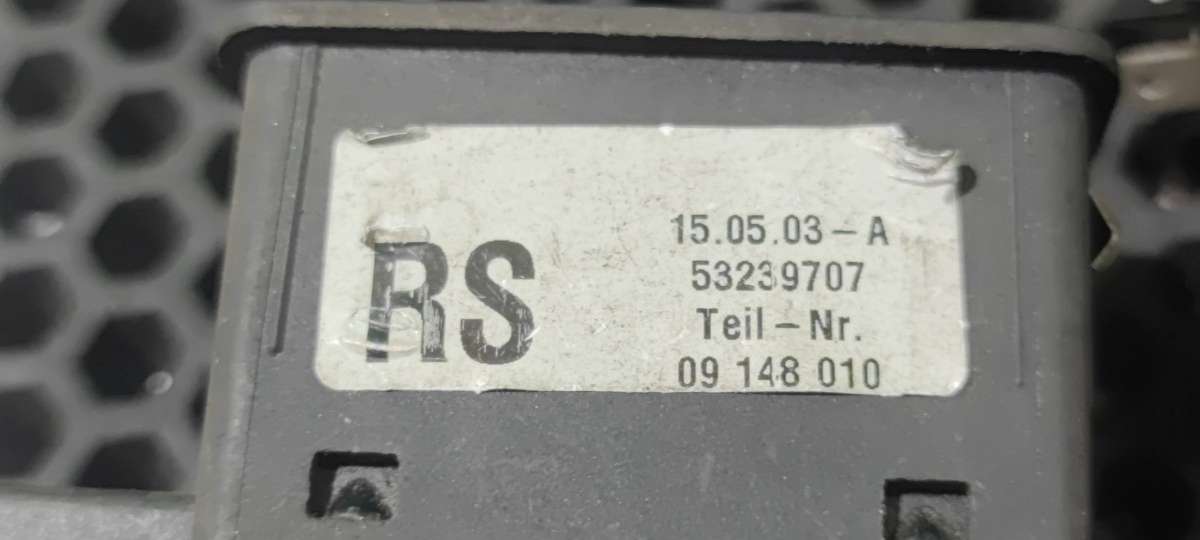 RS
15.05.03-A
53239707
Teil-Nr.
09 148 010